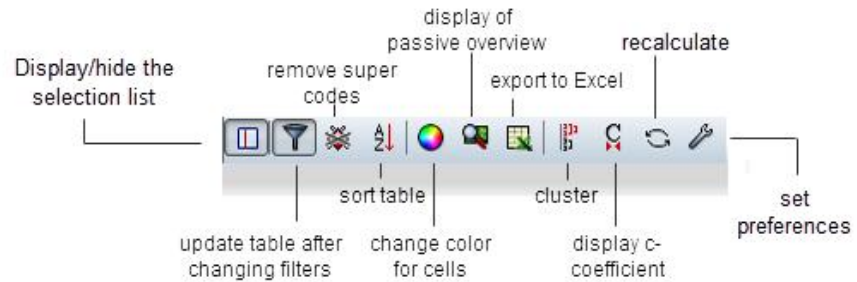 display of
passive overview
recalculate
Display/hide the
selection list
remove super
codes
export to Excel
A
Z
C
sort table
cluster
set
preferences
update table after
changing filters
change color
for cells
display c-
coefficient